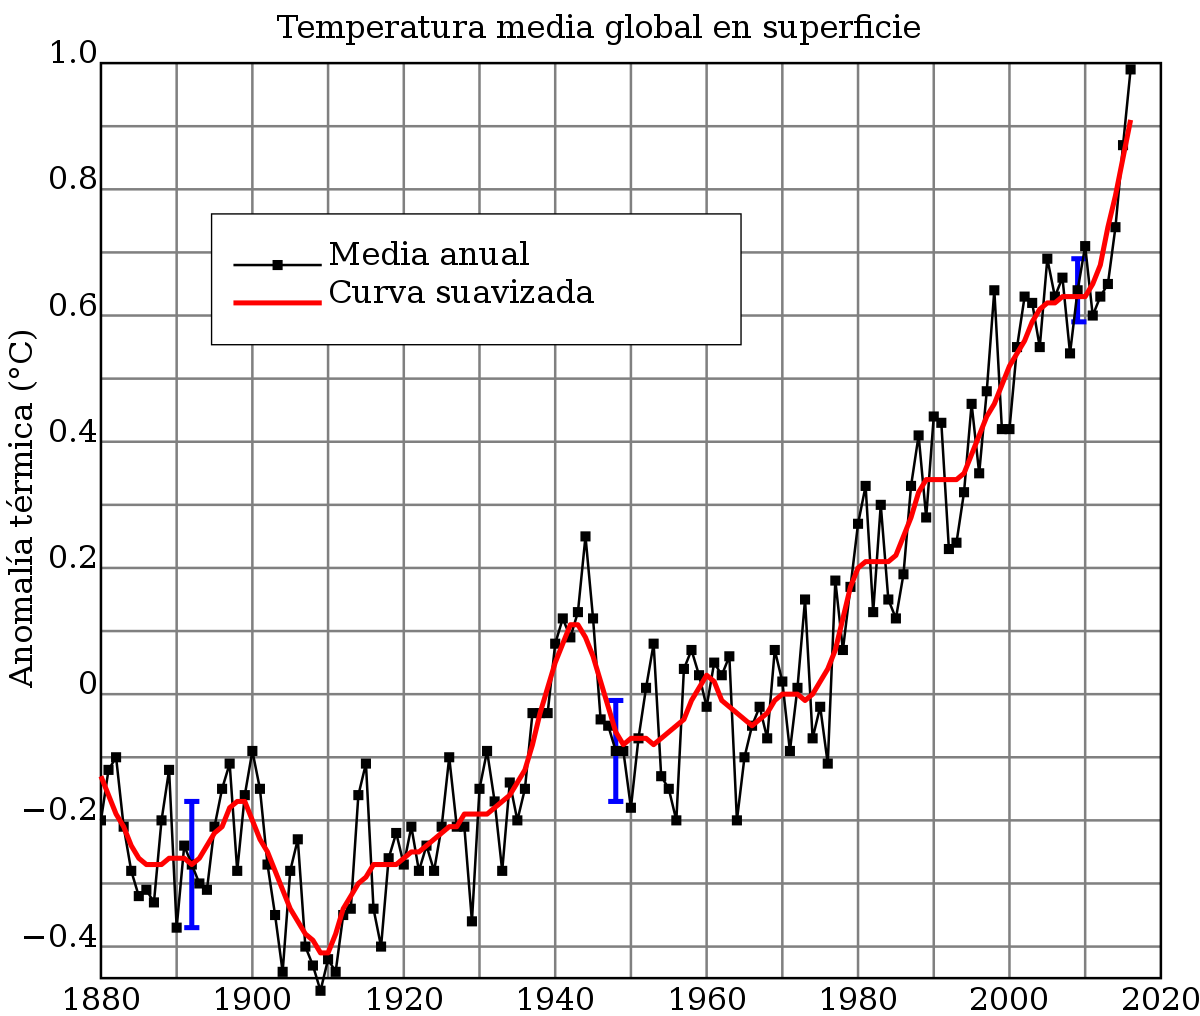 Temperatura media global en superficie
1.0
0.8
0.6
0.4
0.2
0
−0.2
−0.4
Anomalía térmica (°C)
Media anual
Curva suavizada
1880 1900 1920 1940 1960 1980 2000 2020